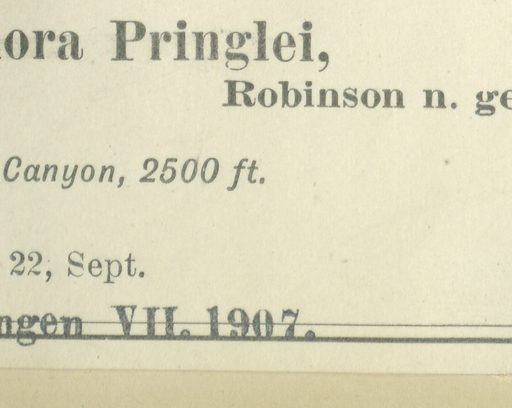 ora Pringlei,
Robinson n. ge
Canyon, 2500 ft.
22, Sept.
ngen VII. 1907.